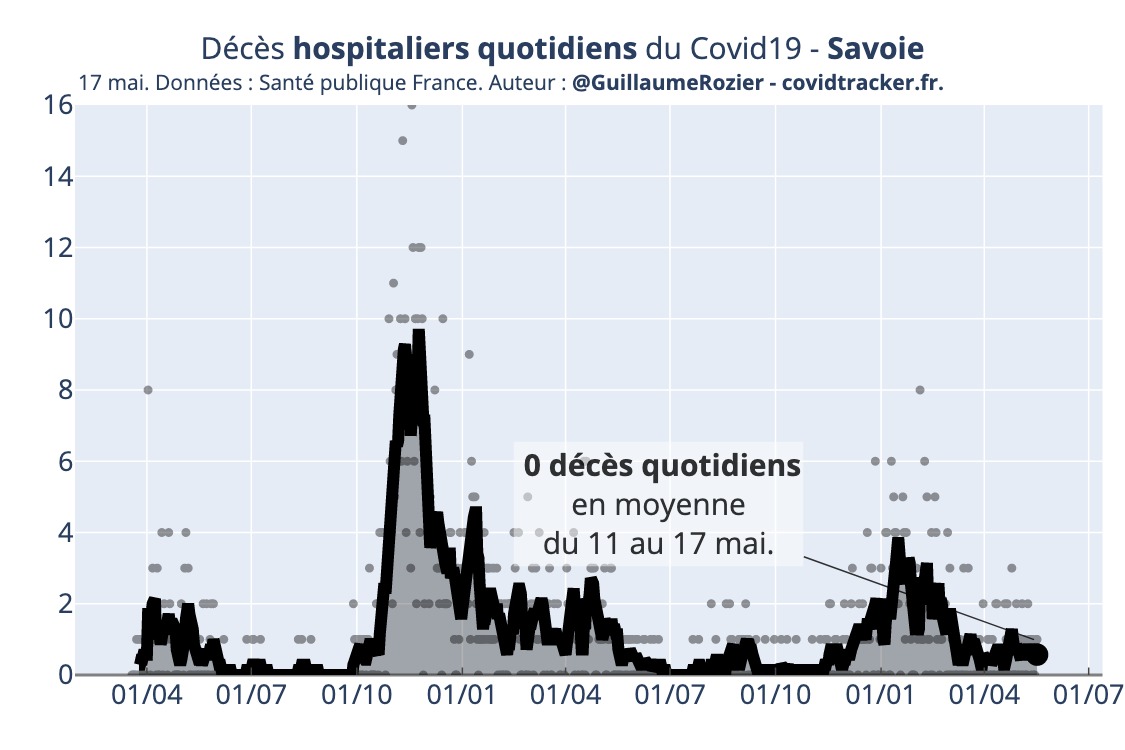 Décès hospitaliers quotidiens du Covid19 - Savoie
17 mai. Données : Santé publique France. Auteur : @GuillaumeRozier - covidtracker.fr.
16
14
12
10
8
6
4
2
0
0 décès quotidiens
en moyenne
du 11 au 17 mai.
01/04 01/07 01/10 01/01 01/04 01/07 01/10 01/01 01/04 01/07